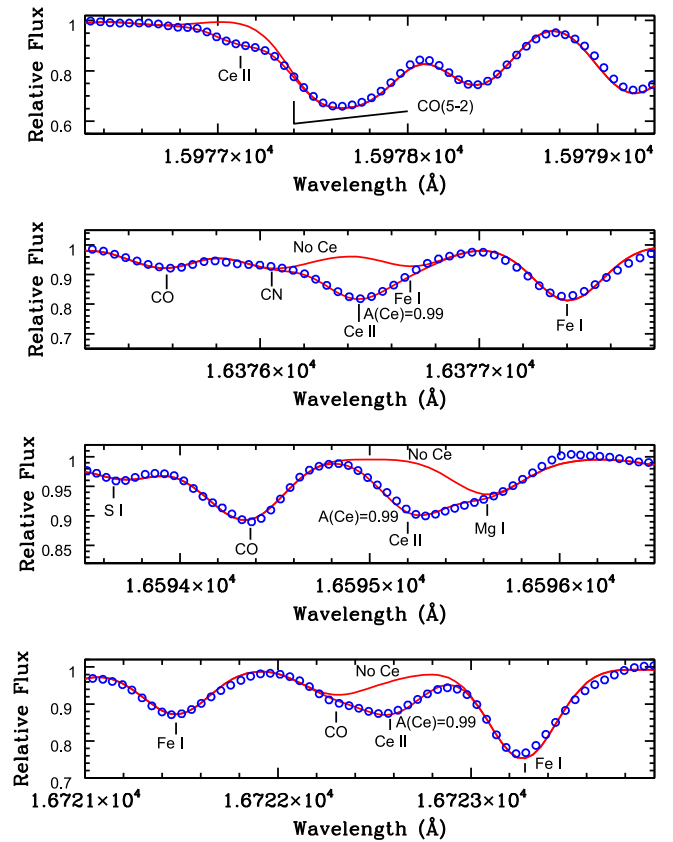 Relative Flux
1
0.8
0.6
Ce II
CO(5-2)
1.5977×10⁴
1.5978×10⁴
1.5979×10⁴
Wavelength (Å)
Relative Flux
1
0.9
0.8
0.7
No Ce
CO
CN
Fe I
A(Ce)=0.99
Ce II
Fe I
1.6376×10⁴
1.6377×10⁴
Wavelength (Å)
Relative Flux
1
0.95
0.9
0.85
No Ce
S I
CO
A(Ce)=0.99
Ce II
Mg I
1.6594×10⁴
1.6595×10⁴
1.6596×10⁴
Wavelength (Å)
Relative Flux
1
0.9
0.8
0.7
No Ce
Fe I
CO
A(Ce)=0.99
Ce II
Fe I
1.6721×10⁴
1.6722×10⁴
1.6723×10⁴
Wavelength (Å)